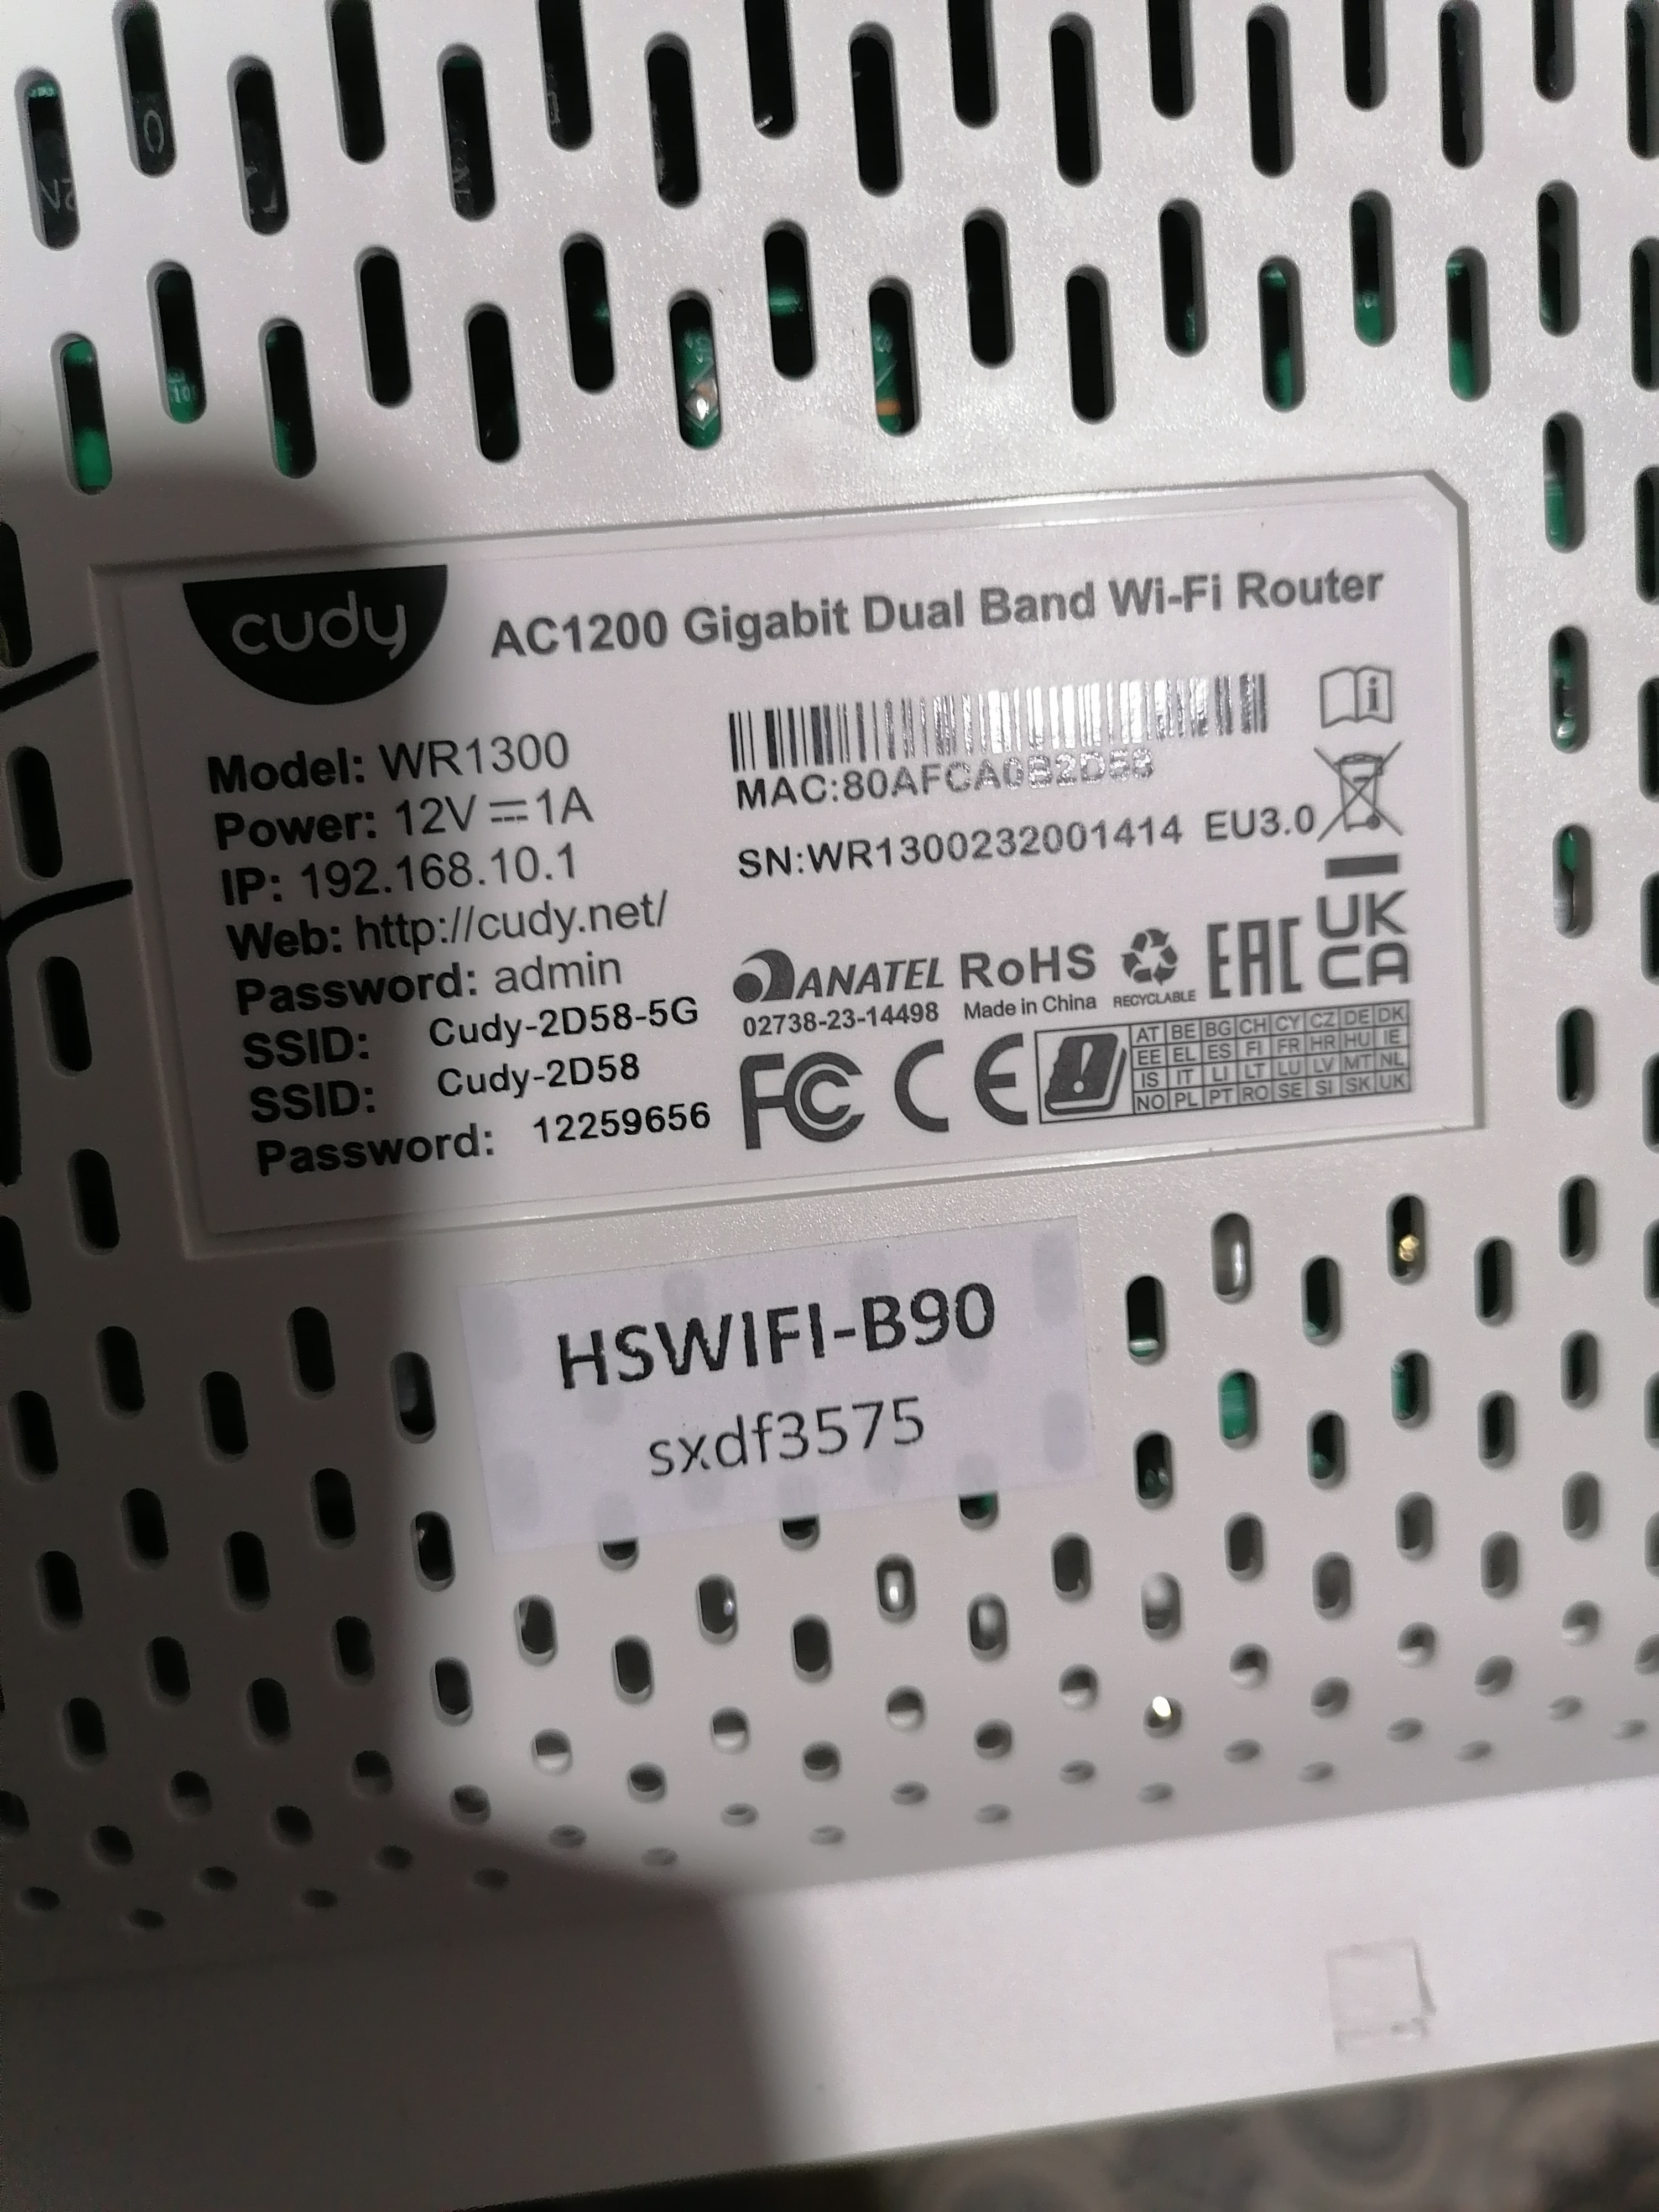 cudy
AC1200 Gigabit Dual Band Wi-Fi Router
Model: WR1300
Power: 12V ⎓ 1A
IP: 192.168.10.1
Web: http://cudy.net/
Password: admin
SSID: Cudy-2D58-5G
SSID: Cudy-2D58
Password: 12259656
MAC:80AFCA0B2D58
SN:WR1300232001414 EU3.0
ANATEL
02738-23-14498
RoHS
Made in China
RECYCLABLE
EAC
UK
CA
FC CE
AT BE BG CH CY CZ DE DK
EE EL ES FI FR HR HU IE
IS IT LI LT LU LV MT NL
NO PL PT RO SE SI SK UK
HSWIFI-B90
sxdf3575